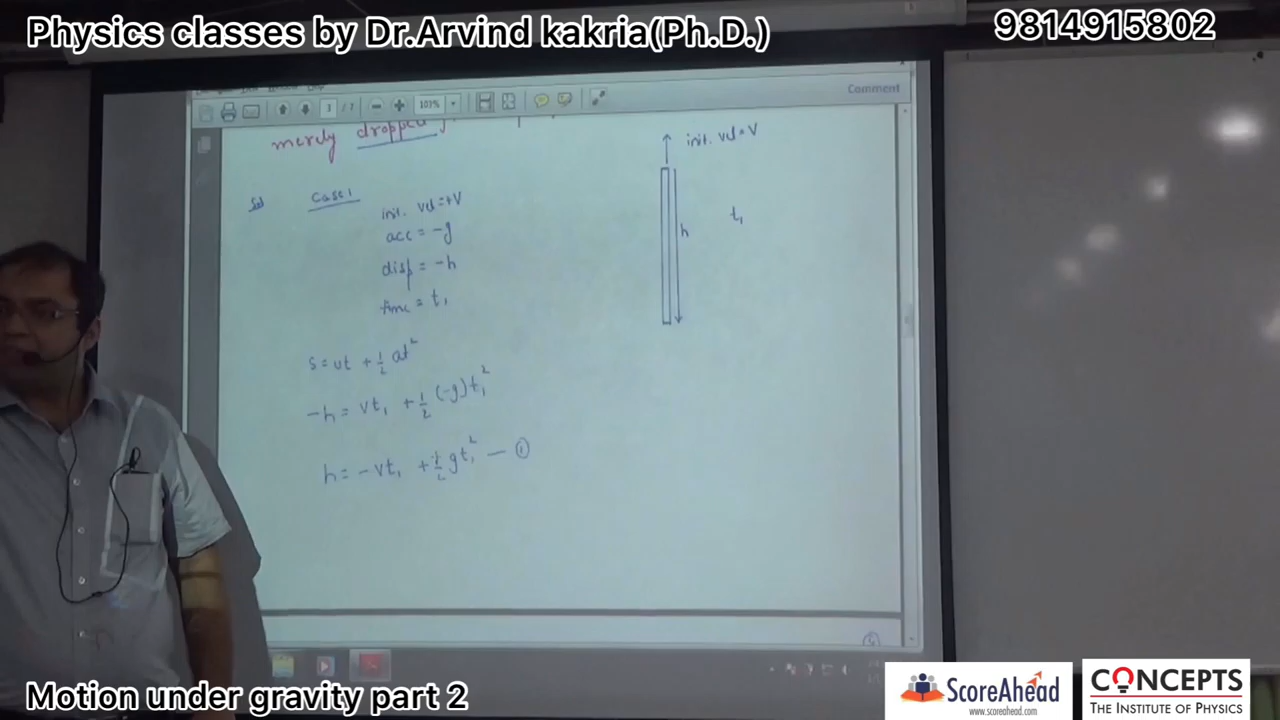 Physics classes by Dr.Arvind kakria(Ph.D.)
9814915802
Comment
1 / 7
103%
merely dropped
init. vel = V
Sol
Case 1
init. vel = +V
acc = -g
disp = -h
time = t₁
h
t₁
s = ut + ½ at²
-h = vt₁ + ½ (-g) t₁²
h = -vt₁ + ½ gt₁² — ①
Motion under gravity part 2
ScoreAhead
www.scoreahead.com
CONCEPTS
THE INSTITUTE OF PHYSICS